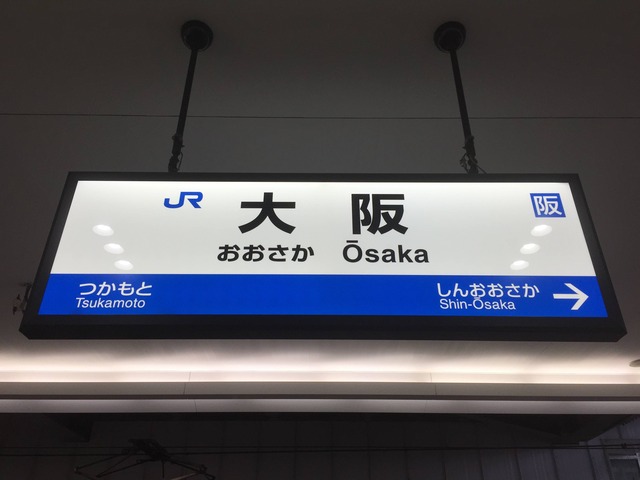 JR 大阪 阪
おおさか Ōsaka
つかもと しんおおさか →
Tsukamoto Shin-Ōsaka